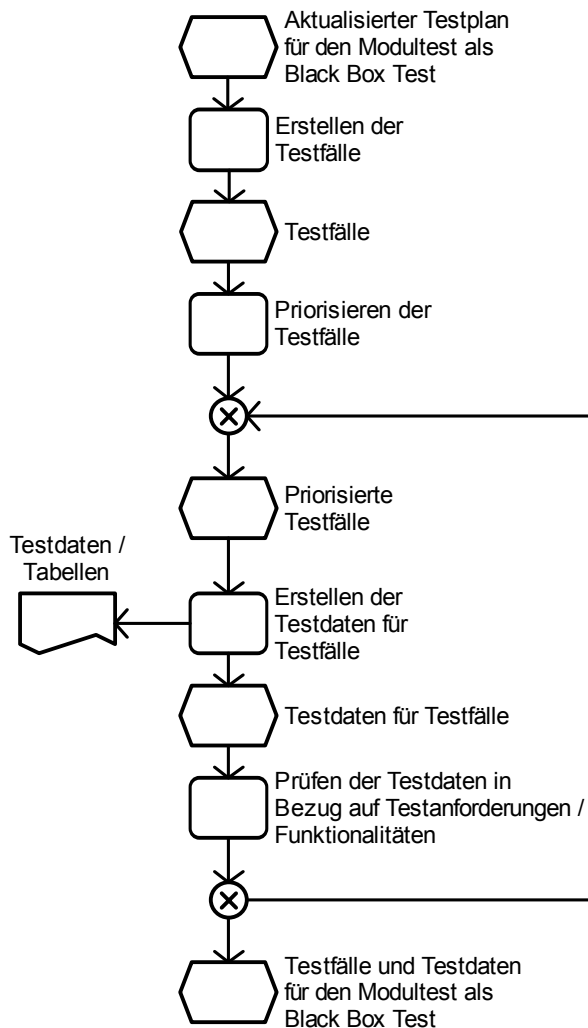 Aktualisierter Testplan
für den Modultest als
Black Box Test
Erstellen der
Testfälle
Testfälle
Priorisieren der
Testfälle
Priorisierte
Testfälle
Testdaten /
Tabellen
Erstellen der
Testdaten für
Testfälle
Testdaten für Testfälle
Prüfen der Testdaten in
Bezug auf Testanforderungen /
Funktionalitäten
Testfälle und Testdaten
für den Modultest als
Black Box Test